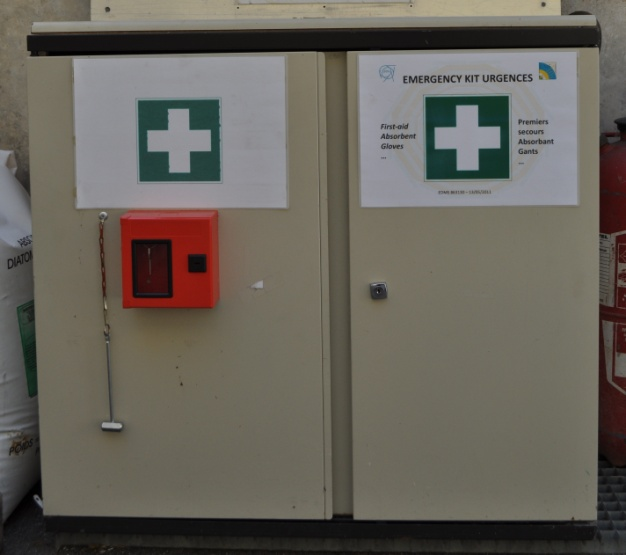 EMERGENCY KIT URGENCES
First-aid
Absorbent
Gloves
...
Premiers
secours
Absorbant
Gants
...
DIATOM